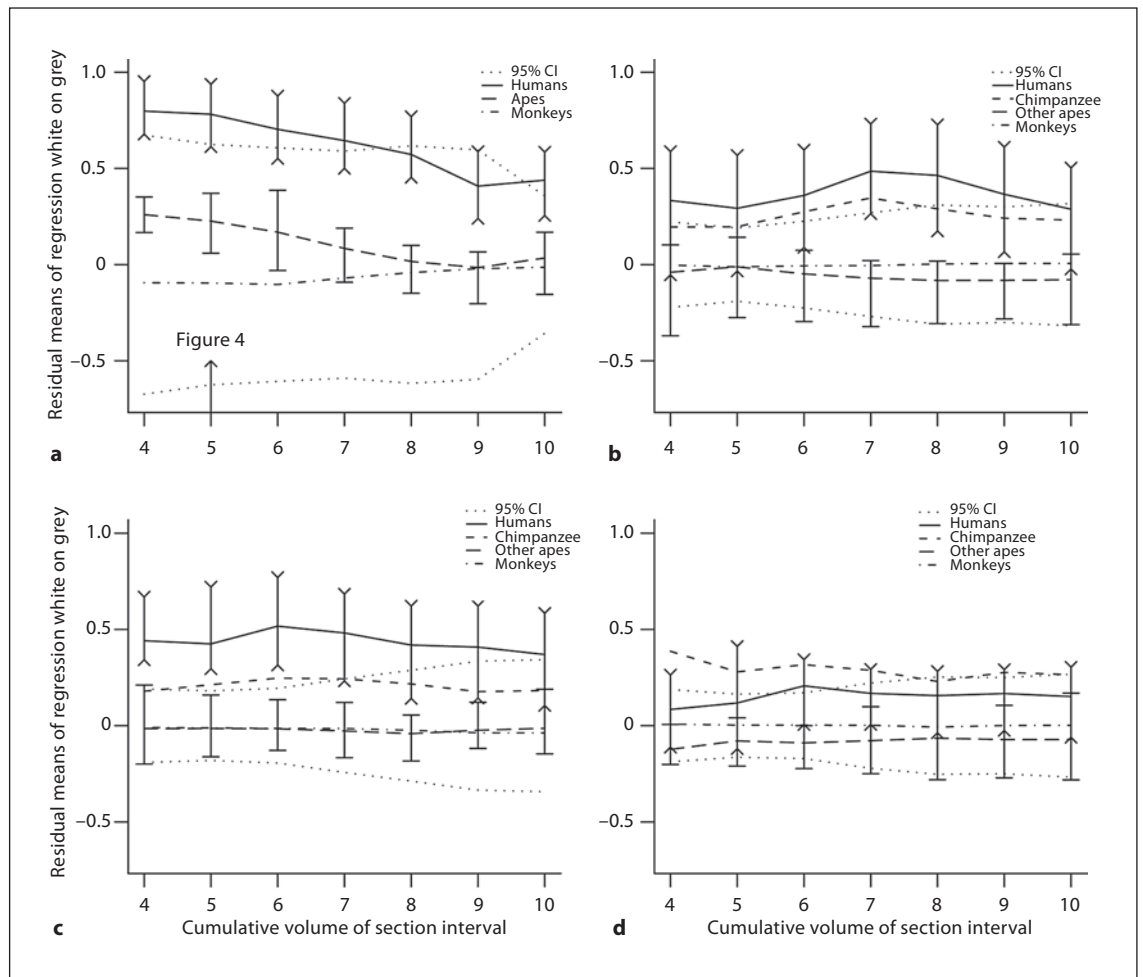 Residual means of regression white on grey
1.0
0.5
0
–0.5
95% CI
Humans
Apes
Monkeys
Figure 4
4 5 6 7 8 9 10
a
1.0
0.5
0
–0.5
95% CI
Humans
Chimpanzee
Other apes
Monkeys
4 5 6 7 8 9 10
b
Residual means of regression white on grey
1.0
0.5
0
–0.5
95% CI
Humans
Chimpanzee
Other apes
Monkeys
4 5 6 7 8 9 10
Cumulative volume of section interval
c
1.0
0.5
0
–0.5
95% CI
Humans
Chimpanzee
Other apes
Monkeys
4 5 6 7 8 9 10
Cumulative volume of section interval
d